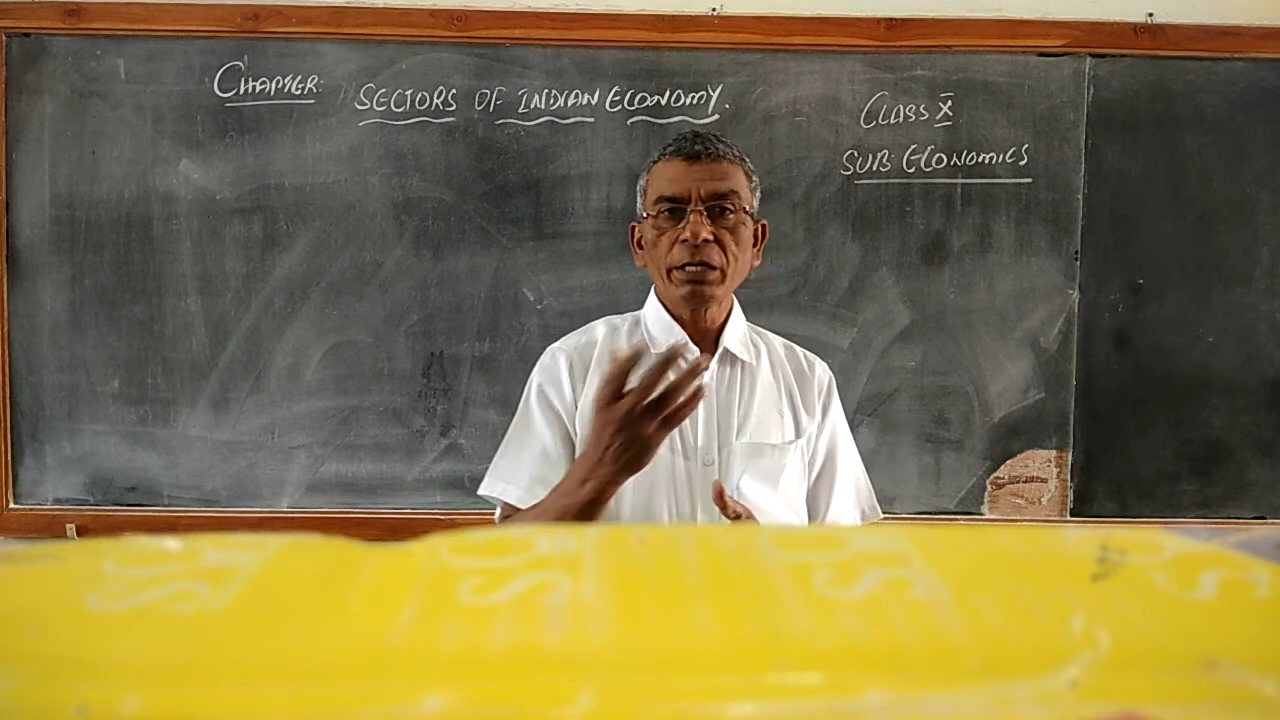 CHAPTER: SECTORS OF INDIAN ECONOMY.
CLASS X
SUB: ECONOMICS